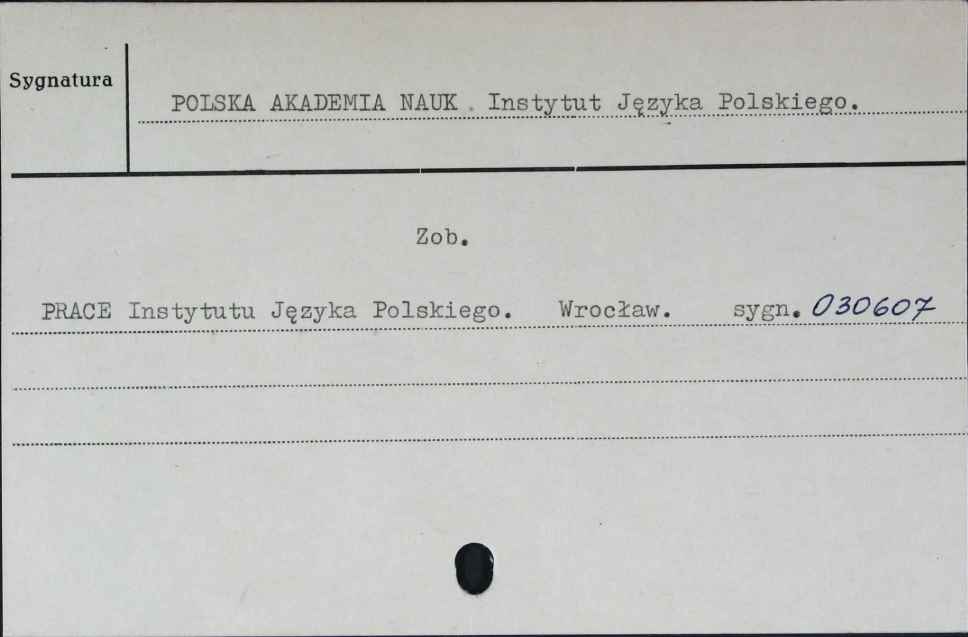 Sygnatura
POLSKA AKADEMIA NAUK. Instytut Języka Polskiego.
Zob.
PRACE Instytutu Języka Polskiego. Wrocław. sygn. 030607